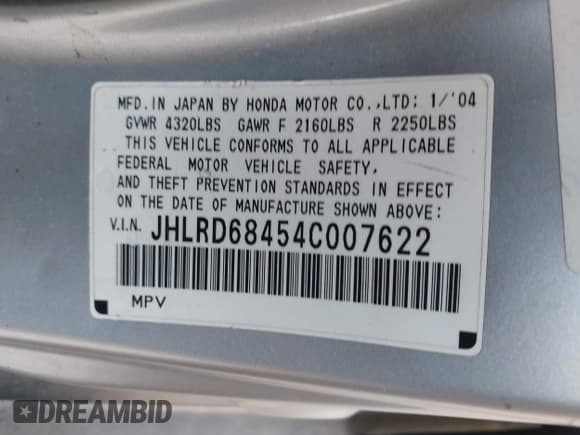 MFD.IN JAPAN BY HONDA MOTOR CO.,LTD: 1/'04
GVWR 4320LBS GAWR F 2160LBS R 2250LBS
THIS VEHICLE CONFORMS TO ALL APPLICABLE
FEDERAL MOTOR VEHICLE SAFETY,
AND THEFT PREVENTION STANDARDS IN EFFECT
ON THE DATE OF MANUFACTURE SHOWN ABOVE:
V.I.N. JHLRD68454C007622
MPV
DREAMBID